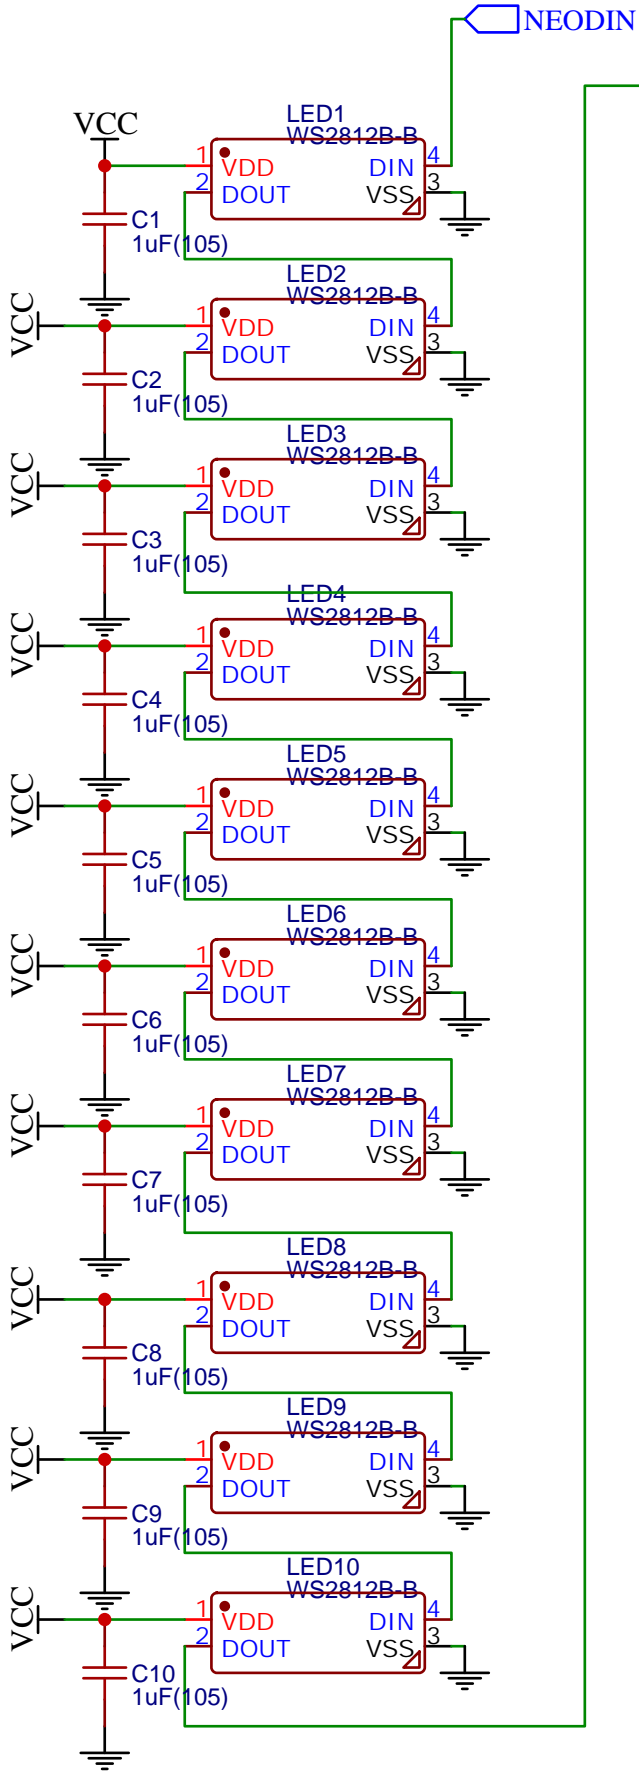 NEODIN
VCC
LED1
WS2812B-B
1 VDD DIN 4
2 DOUT VSS 3
C1
1uF(105)
VCC
LED2
WS2812B-B
1 VDD DIN 4
2 DOUT VSS 3
C2
1uF(105)
VCC
LED3
WS2812B-B
1 VDD DIN 4
2 DOUT VSS 3
C3
1uF(105)
VCC
LED4
WS2812B-B
1 VDD DIN 4
2 DOUT VSS 3
C4
1uF(105)
VCC
LED5
WS2812B-B
1 VDD DIN 4
2 DOUT VSS 3
C5
1uF(105)
VCC
LED6
WS2812B-B
1 VDD DIN 4
2 DOUT VSS 3
C6
1uF(105)
VCC
LED7
WS2812B-B
1 VDD DIN 4
2 DOUT VSS 3
C7
1uF(105)
VCC
LED8
WS2812B-B
1 VDD DIN 4
2 DOUT VSS 3
C8
1uF(105)
VCC
LED9
WS2812B-B
1 VDD DIN 4
2 DOUT VSS 3
C9
1uF(105)
VCC
LED10
WS2812B-B
1 VDD DIN 4
2 DOUT VSS 3
C10
1uF(105)